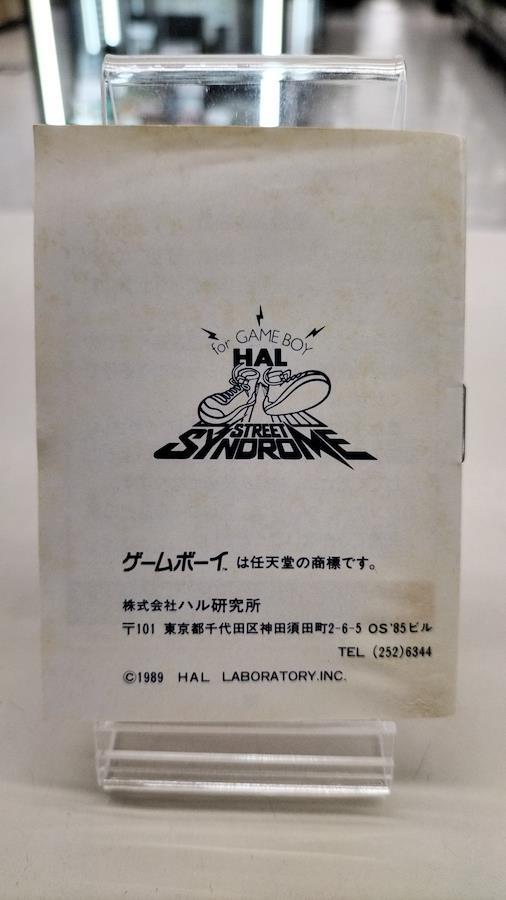 for GAME BOY
HAL
STREET
SYNDROME
ゲームボーイ™は任天堂の商標です。
株式会社ハル研究所
〒101 東京都千代田区神田須田町2-6-5 OS'85ビル
TEL (252)6344
©1989 HAL LABORATORY.INC.